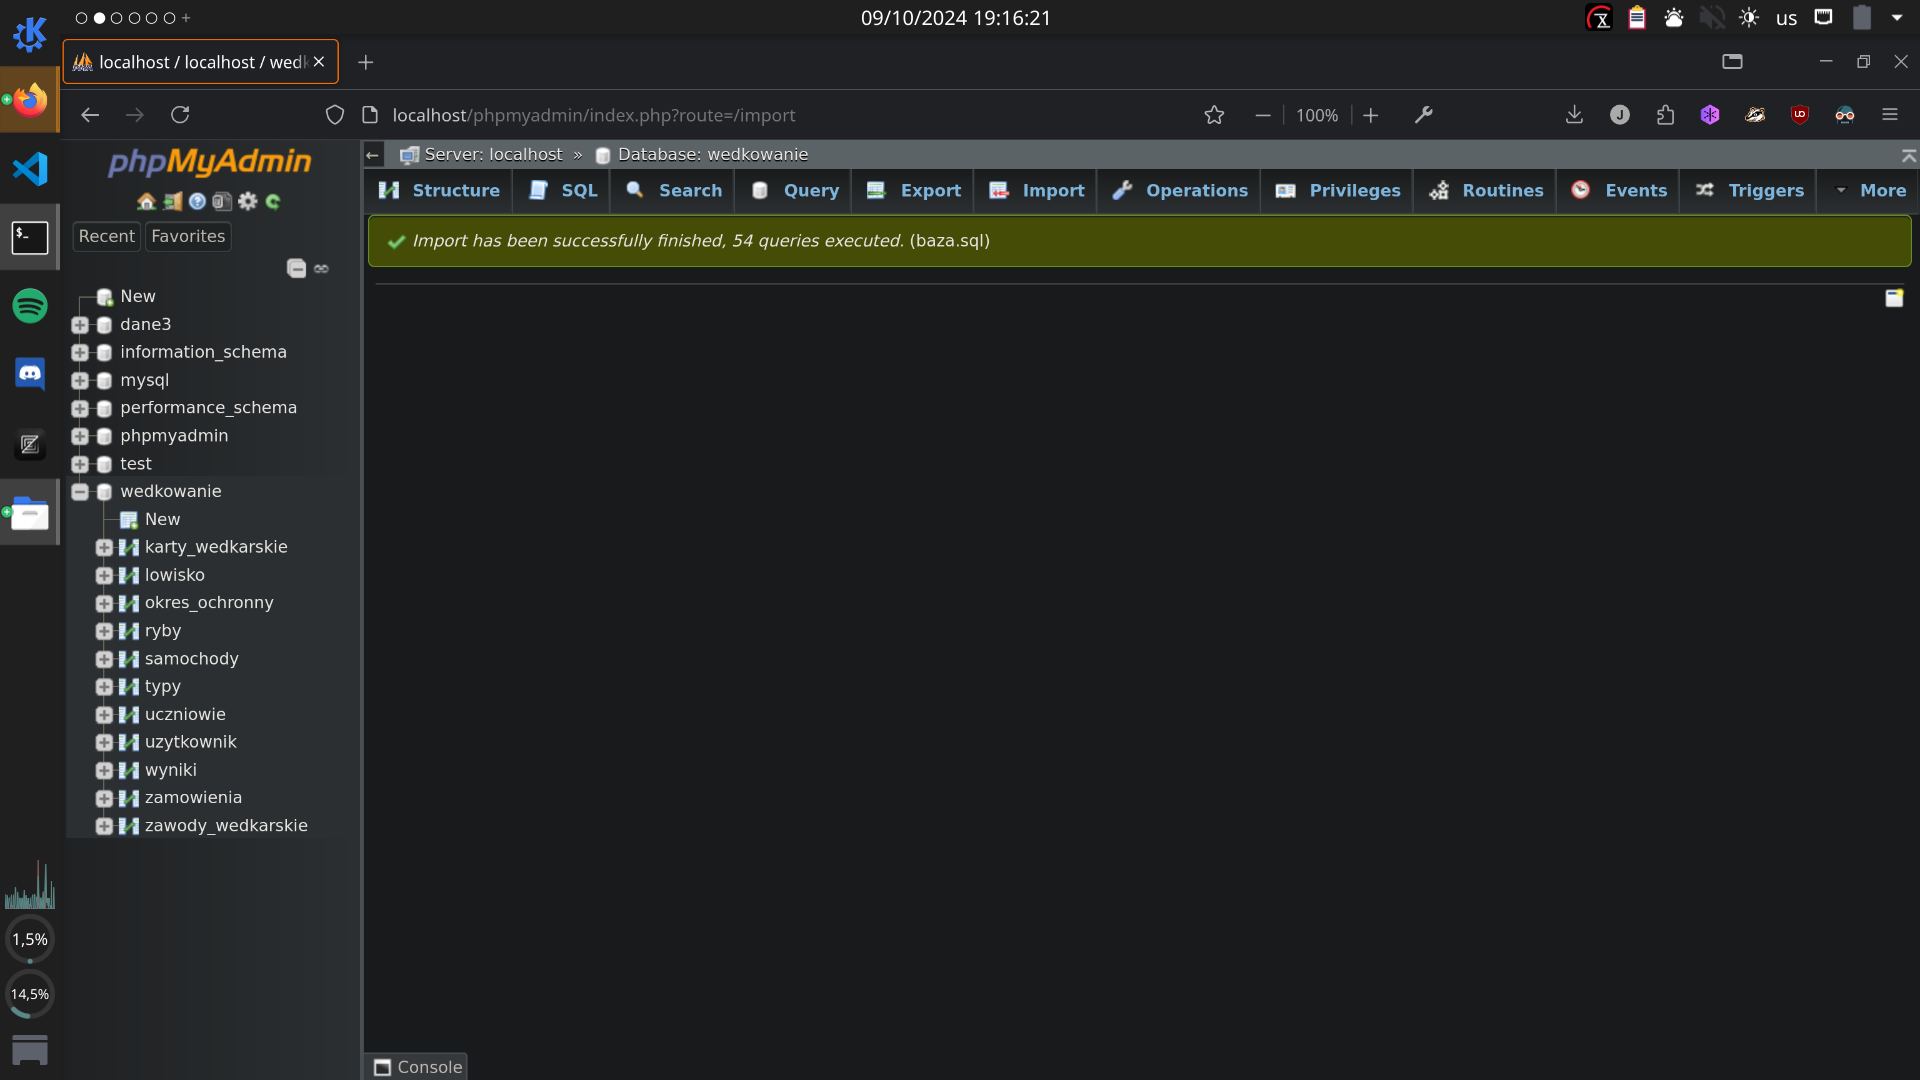 09/10/2024 19:16:21
us
localhost / localhost / wed
localhost/phpmyadmin/index.php?route=/import
100%
J
phpMyAdmin
Recent
Favorites
New
dane3
information_schema
mysql
performance_schema
phpmyadmin
test
wedkowanie
New
karty_wedkarskie
lowisko
okres_ochronny
ryby
samochody
typy
uczniowie
uzytkownik
wyniki
zamowienia
zawody_wedkarskie
Server: localhost » Database: wedkowanie
Structure
SQL
Search
Query
Export
Import
Operations
Privileges
Routines
Events
Triggers
More
Import has been successfully finished, 54 queries executed. (baza.sql)
1,5%
14,5%
Console